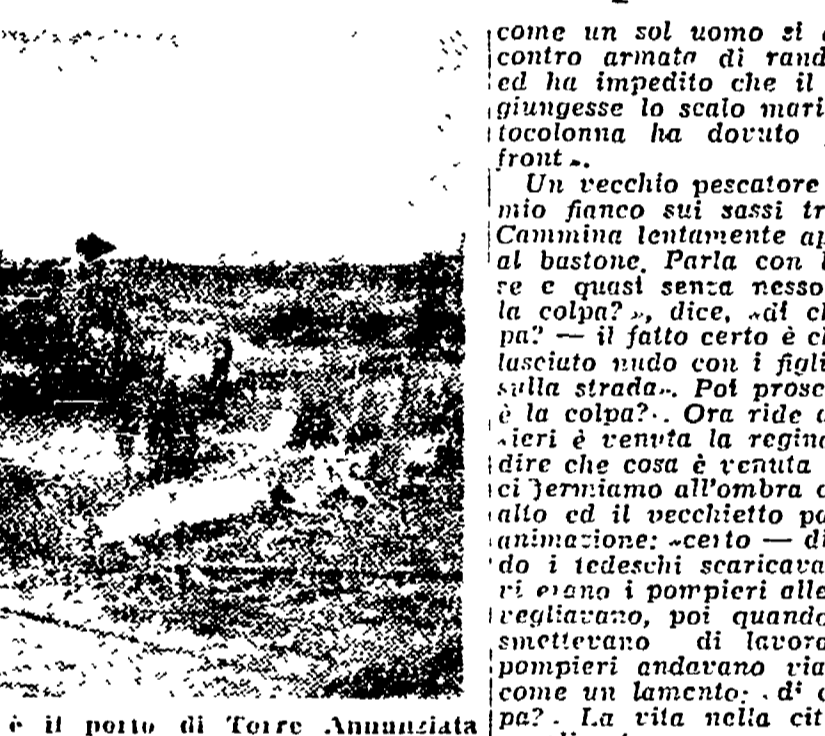 è il porto di Torre Annunziata
come un sol uomo si
contro armata di rand
ed ha impedito che il
giungesse lo scalo mari
tocolonna ha dovuto
front ».
Un vecchio pescatore
mio fianco sui sassi tr
Cammina lentamente ap
al bastone. Parla con
re e quasi senza nesso
la colpa? », dice, «di ch
pa? — il fatto certo è ch
lasciato nudo con i figli
sulla strada». Poi prosc
è la colpa?». Ora ride
«ieri è venuta la regina
dire che cosa è venuta
ci fermiamo all'ombra
alto ed il vecchietto
animazione: «certo — di
do i tedeschi scaricava
ri erano i pompieri alle
vegliavano, poi quando
smettevano di lavora
pompieri andavano via
come un lamento: «di
pa?». La vita nella cit